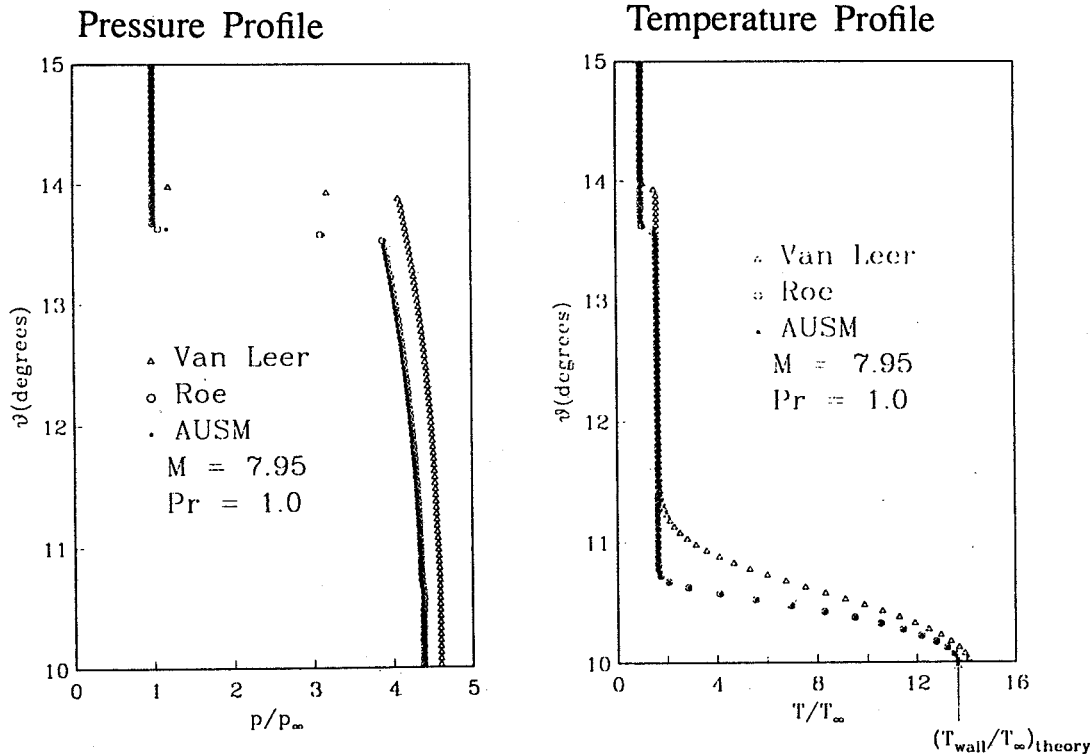 Pressure Profile
15
14
13
12
11
10
ϑ(degrees)
△ Van Leer
○ Roe
• AUSM
M = 7.95
Pr = 1.0
0
1
2
3
4
5
p/p∞
Temperature Profile
15
14
13
12
11
10
ϑ(degrees)
△ Van Leer
○ Roe
• AUSM
M = 7.95
Pr = 1.0
0
4
8
12
16
T/T∞
(Twall/T∞)theory